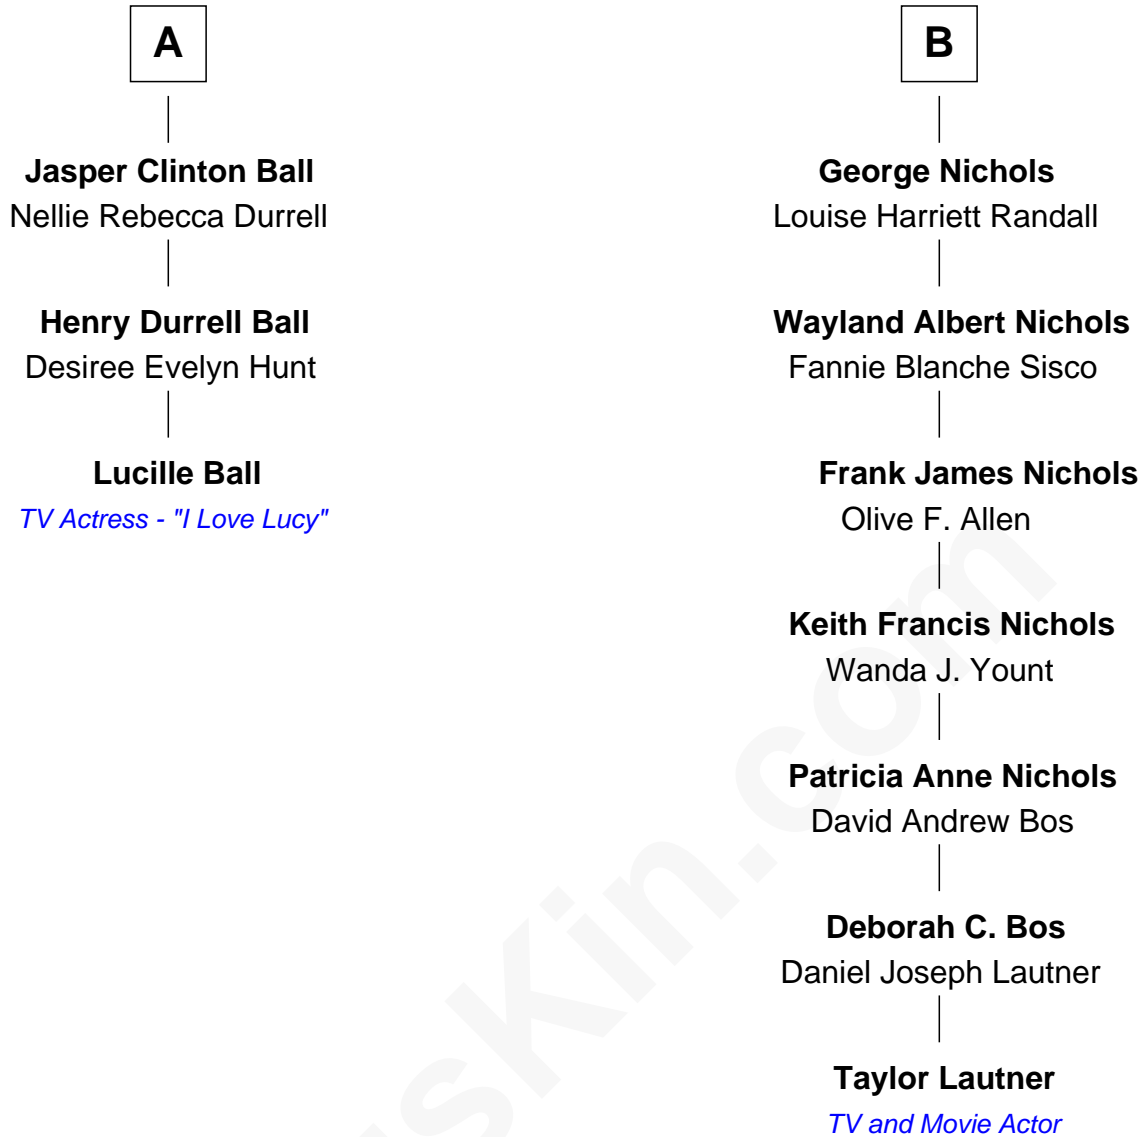 A
Jasper Clinton Ball
Nellie Rebecca Durrell
Henry Durrell Ball
Desiree Evelyn Hunt
Lucille Ball
TV Actress - "I Love Lucy"
B
George Nichols
Louise Harriett Randall
Wayland Albert Nichols
Fannie Blanche Sisco
Frank James Nichols
Olive F. Allen
Keith Francis Nichols
Wanda J. Yount
Patricia Anne Nichols
David Andrew Bos
Deborah C. Bos
Daniel Joseph Lautner
Taylor Lautner
TV and Movie Actor
sKin.com